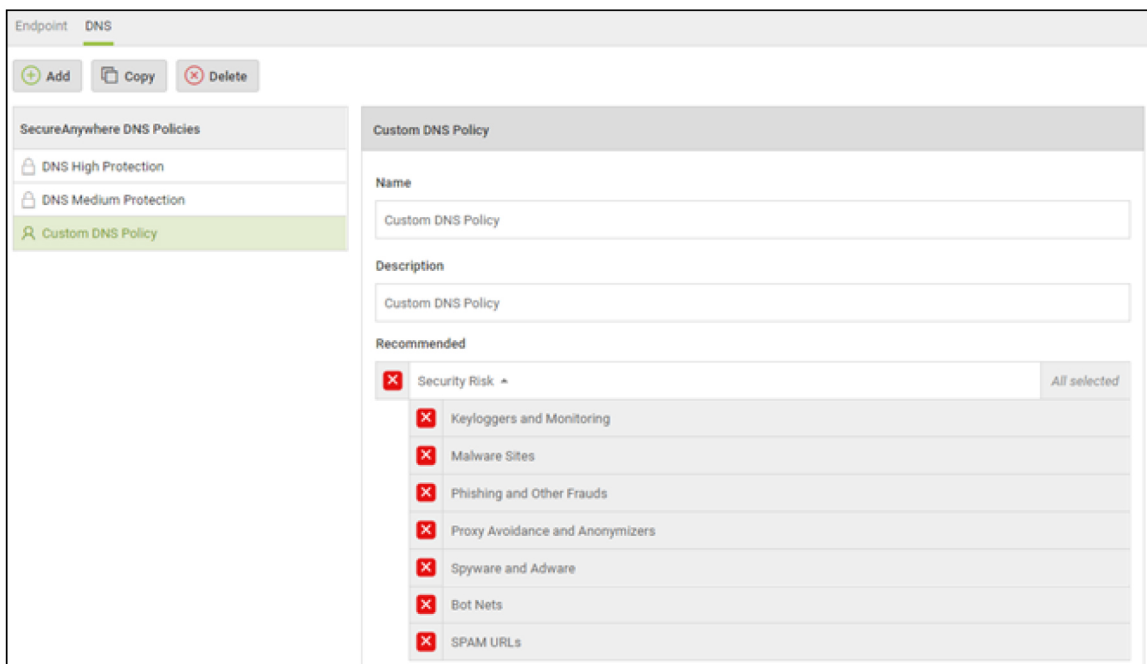 Endpoint DNS
Add Copy Delete
SecureAnywhere DNS Policies
DNS High Protection
DNS Medium Protection
Custom DNS Policy
Custom DNS Policy
Name
Custom DNS Policy
Description
Custom DNS Policy
Recommended
Security Risk All selected
Keyloggers and Monitoring
Malware Sites
Phishing and Other Frauds
Proxy Avoidance and Anonymizers
Spyware and Adware
Bot Nets
SPAM URLs